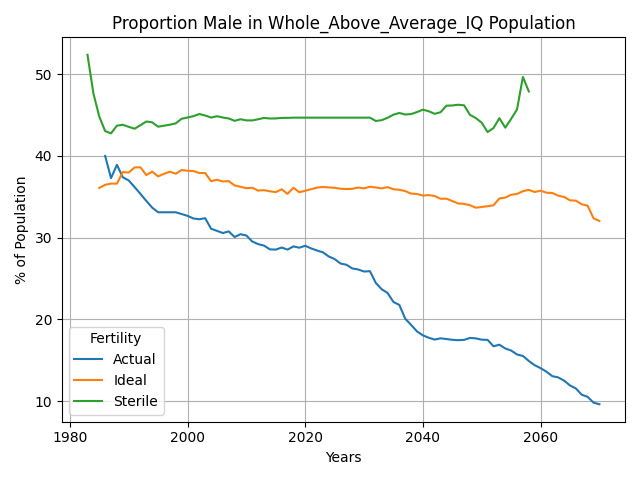 Proportion Male in Whole_Above_Average_IQ Population
% of Population
50
40
30
20
10
Fertility
Actual
Ideal
Sterile
1980
2000
2020
2040
2060
Years